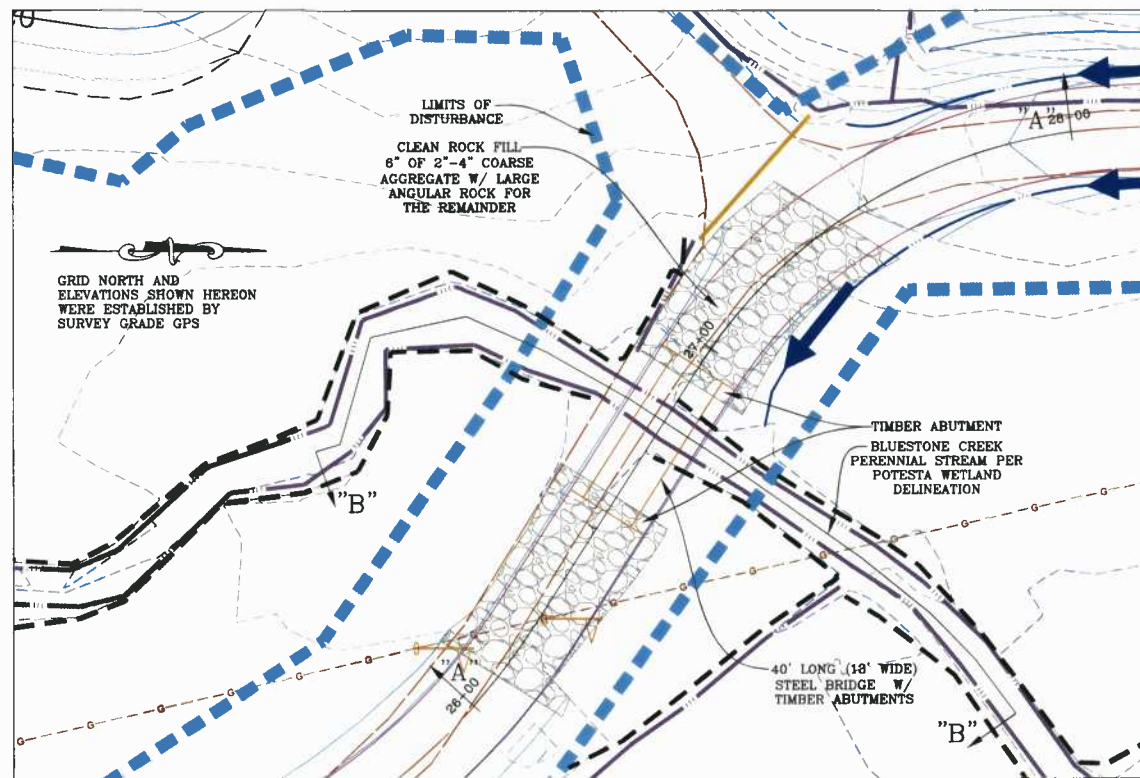 LIMITS OF
DISTURBANCE
CLEAN ROCK FILL
6" OF 2"-4" COARSE
AGGREGATE W/ LARGE
ANGULAR ROCK FOR
THE REMAINDER
"A"
28+00
GRID NORTH AND
ELEVATIONS SHOWN HEREON
WERE ESTABLISHED BY
SURVEY GRADE GPS
27+00
TIMBER ABUTMENT
BLUESTONE CREEK
PERENNIAL STREAM PER
POTESTA WETLAND
DELINEATION
"B"
G
G
G
G
G
G
G
G
G
G
"A"
26+00
40' LONG (18' WIDE)
STEEL BRIDGE W/
TIMBER ABUTMENTS
"B"